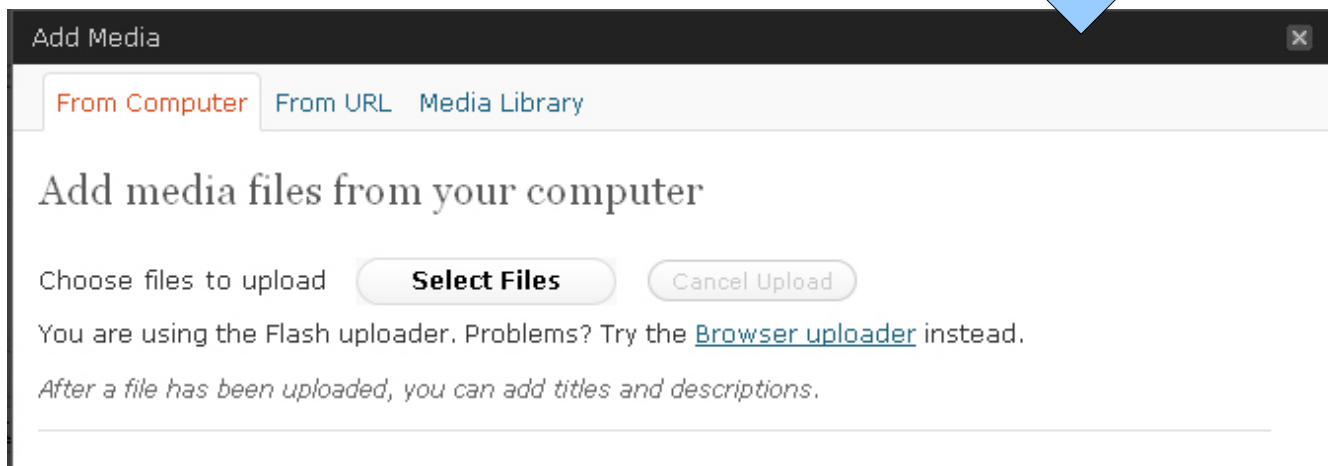 Add Media
From Computer From URL Media Library
Add media files from your computer
Choose files to upload Select Files Cancel Upload
You are using the Flash uploader. Problems? Try the Browser uploader instead.
After a file has been uploaded, you can add titles and descriptions.